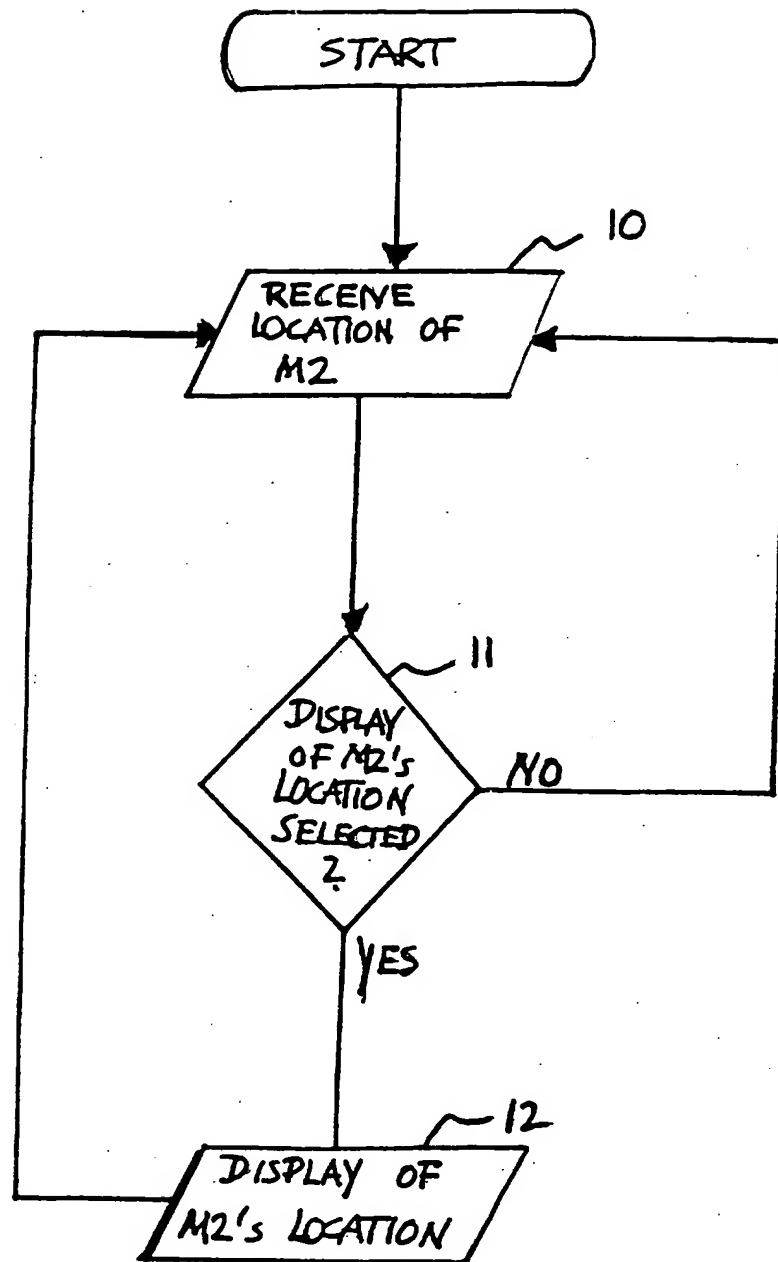 START
10
RECEIVE
LOCATION OF
M2
11
DISPLAY
OF M2's
LOCATION
SELECTED
?
NO
YES
12
DISPLAY OF
M2's LOCATION